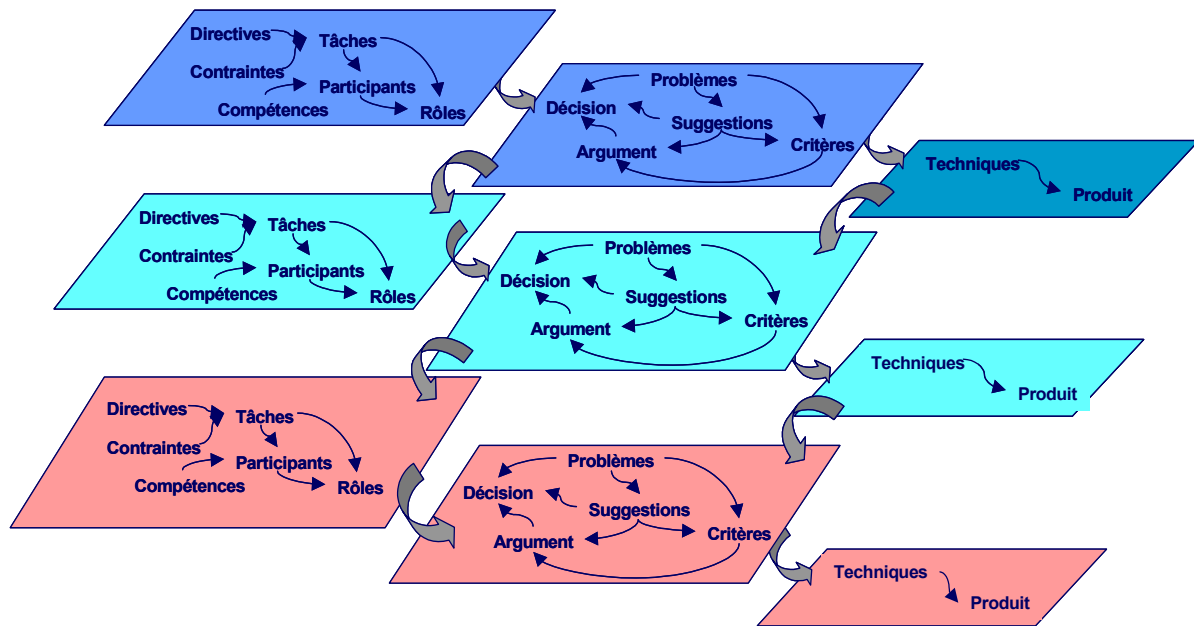 Directives
Tâches
Contraintes
Participants
Compétences
Rôles
Problèmes
Décision
Suggestions
Argument
Critères
Techniques
Produit
Directives
Tâches
Contraintes
Participants
Compétences
Rôles
Problèmes
Décision
Suggestions
Argument
Critères
Techniques
Produit
Directives
Tâches
Contraintes
Participants
Compétences
Rôles
Problèmes
Décision
Suggestions
Argument
Critères
Techniques
Produit